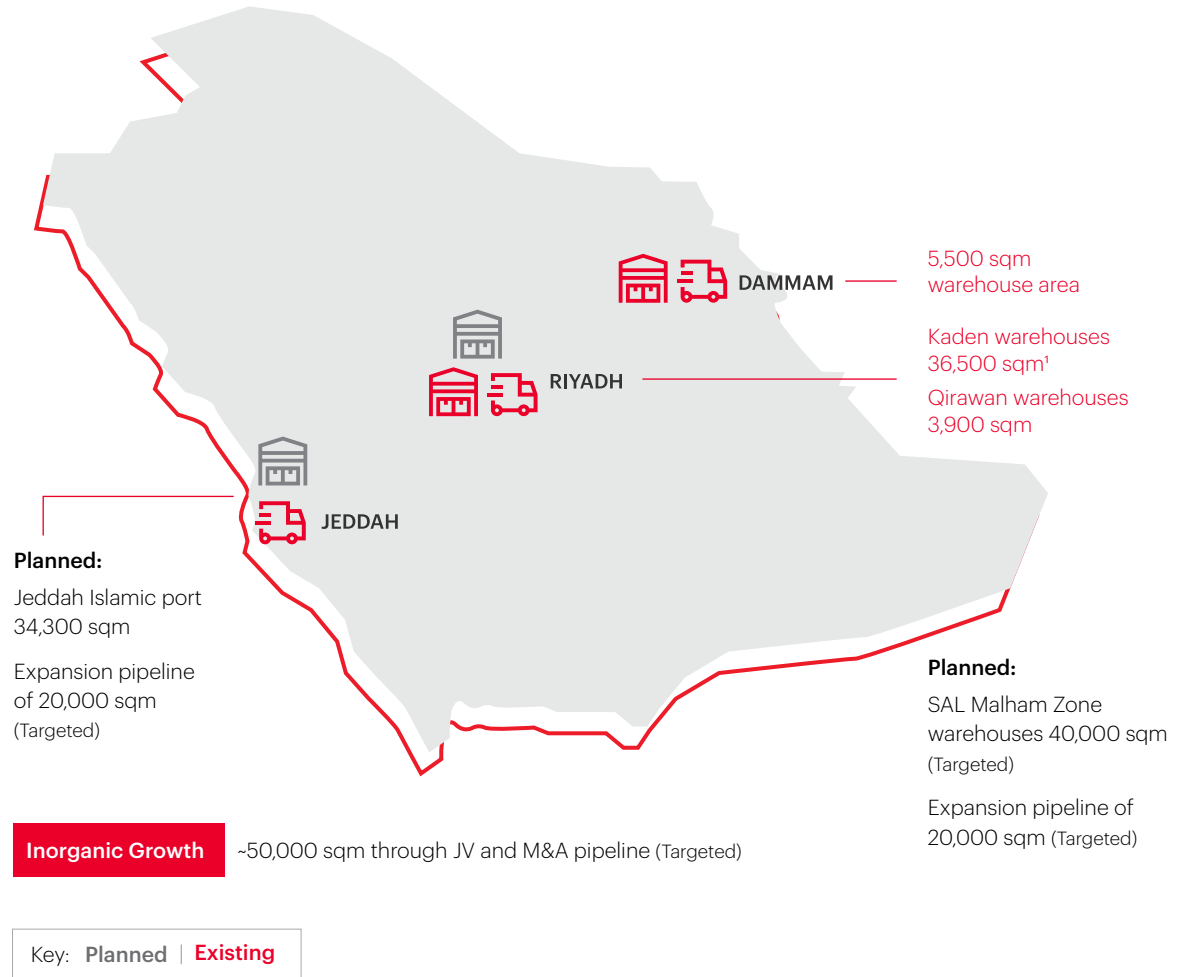 DAMMAM
5,500 sqm
warehouse area
RIYADH
Kaden warehouses
36,500 sqm¹
Qirawan warehouses
3,900 sqm
JEDDAH
Planned:
Jeddah Islamic port
34,300 sqm
Expansion pipeline
of 20,000 sqm
(Targeted)
Planned:
SAL Malham Zone
warehouses 40,000 sqm
(Targeted)
Expansion pipeline of
20,000 sqm (Targeted)
Inorganic Growth ~50,000 sqm through JV and M&A pipeline (Targeted)
Key: Planned | Existing